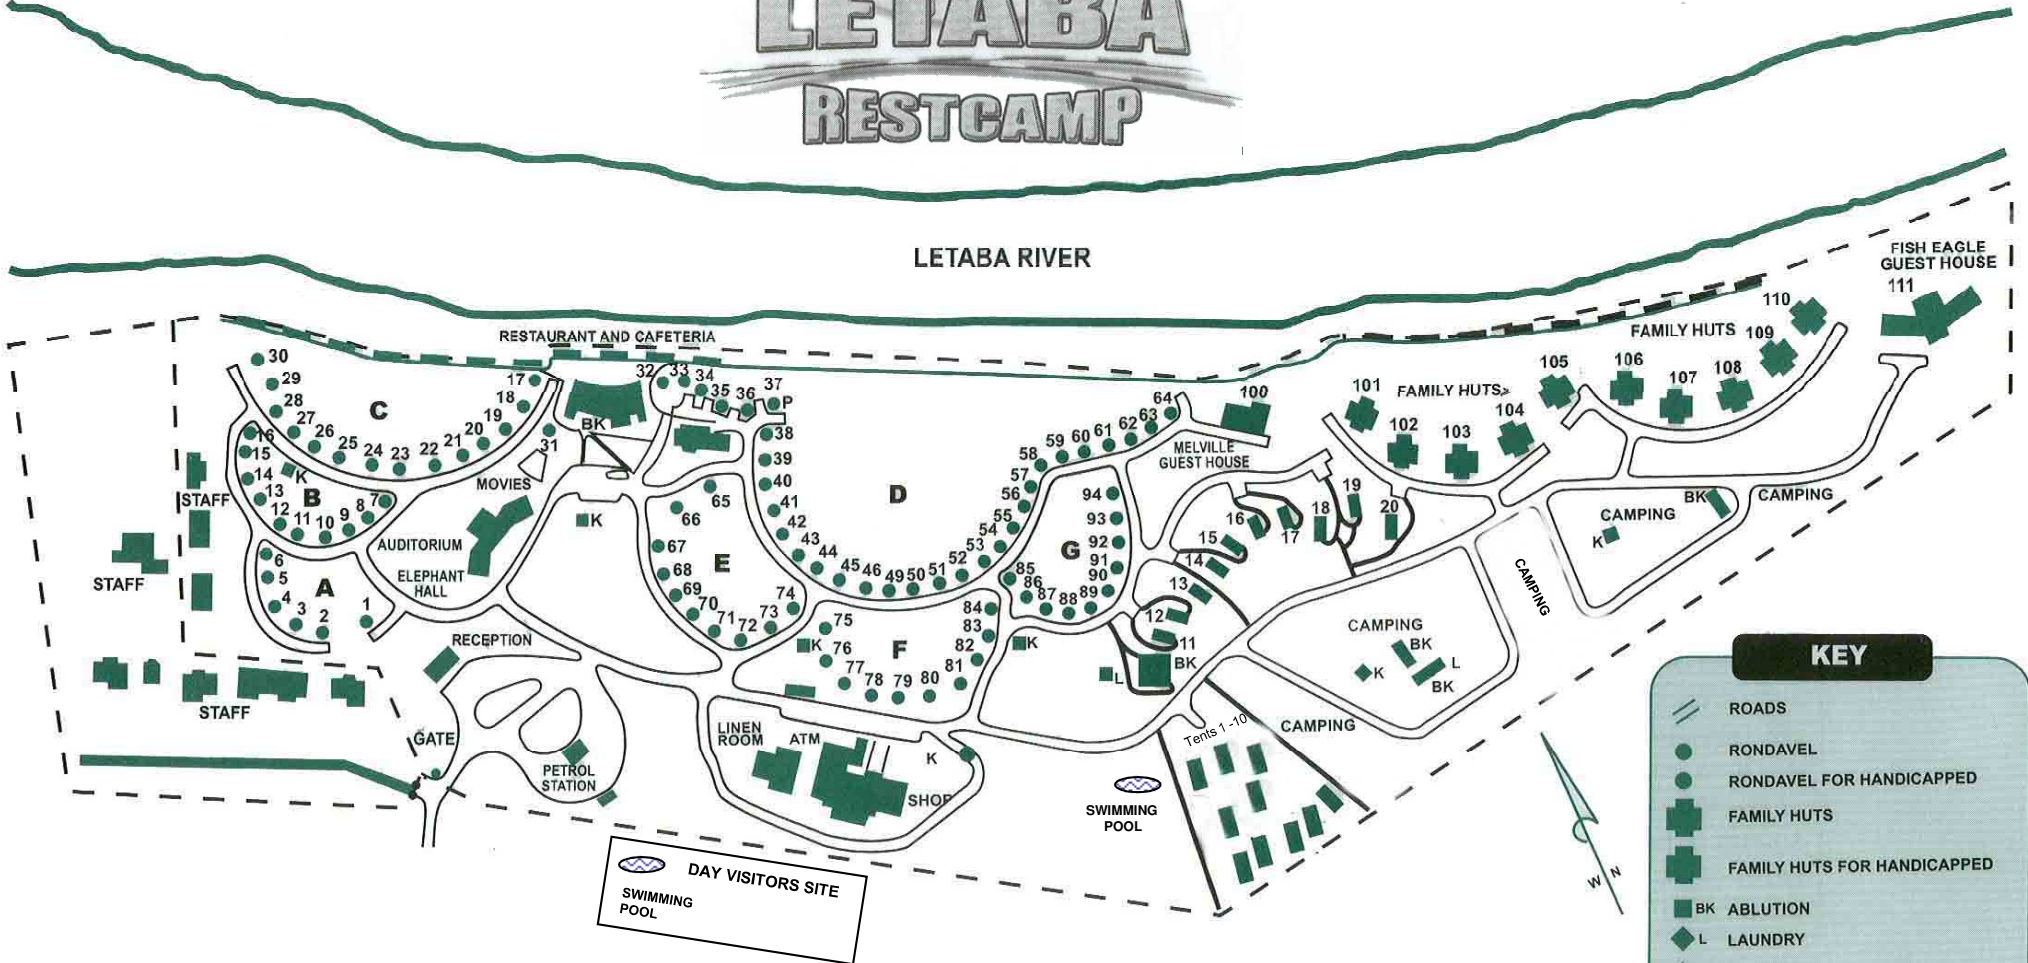 LETABA
RESTCAMP
LETABA RIVER
FISH EAGLE
GUEST HOUSE
111
110
FAMILY HUTS
109
108
107
106
105
RESTAURANT AND CAFETERIA
30
29
28
27
26
25
24
23
22
21
20
19
18
17
C
31
32
33
34
35
36
37
P
BK
38
39
40
41
42
43
44
45
46
49
50
51
52
53
54
55
56
57
58
59
60
61
62
63
64
D
100
MELVILLE
GUEST HOUSE
101
FAMILY HUTS
102
103
104
16
15
14
13
12
11
10
9
8
7
K
B
MOVIES
STAFF
AUDITORIUM
ELEPHANT
HALL
STAFF
6
5
4
3
2
1
A
K
65
66
67
68
69
70
71
72
73
74
E
94
93
92
91
90
89
88
87
86
85
G
20
19
18
17
16
15
14
13
12
11
BK
L
K
75
76
77
78
79
80
81
82
83
84
F
K
CAMPING
BK
CAMPING
K
CAMPING
CAMPING
BK
K
L
BK
RECEPTION
STAFF
GATE
PETROL
STATION
LINEN
ROOM
ATM
K
SHOP
Tents 1 -10
CAMPING
SWIMMING
POOL
DAY VISITORS SITE
SWIMMING
POOL
W N
KEY
ROADS
RONDAVEL
RONDAVEL FOR HANDICAPPED
FAMILY HUTS
FAMILY HUTS FOR HANDICAPPED
BK ABLUTION
L LAUNDRY